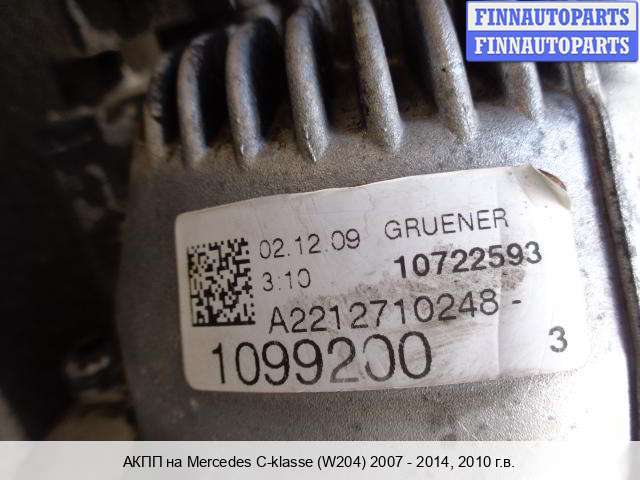 FINNAUTOPARTS
FINNAUTOPARTS
02.12.09 GRUENER
3:10 10722593
A2212710248 -
1099200 3
АКПП на Mercedes C-klasse (W204) 2007 - 2014, 2010 г.в.